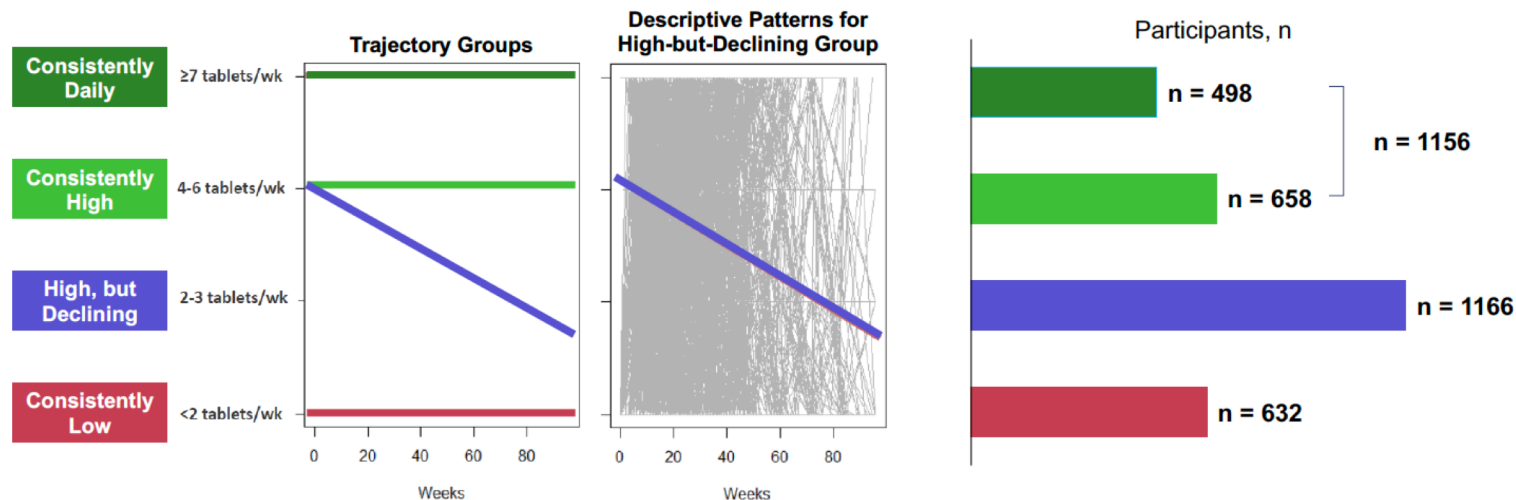 Consistently
Daily
Consistently
High
High, but
Declining
Consistently
Low
Trajectory Groups
≥7 tablets/wk
4-6 tablets/wk
2-3 tablets/wk
<2 tablets/wk
0 20 40 60 80
Weeks
Descriptive Patterns for
High-but-Declining Group
0 20 40 60 80
Weeks
Participants, n
n = 498
n = 1156
n = 658
n = 1166
n = 632